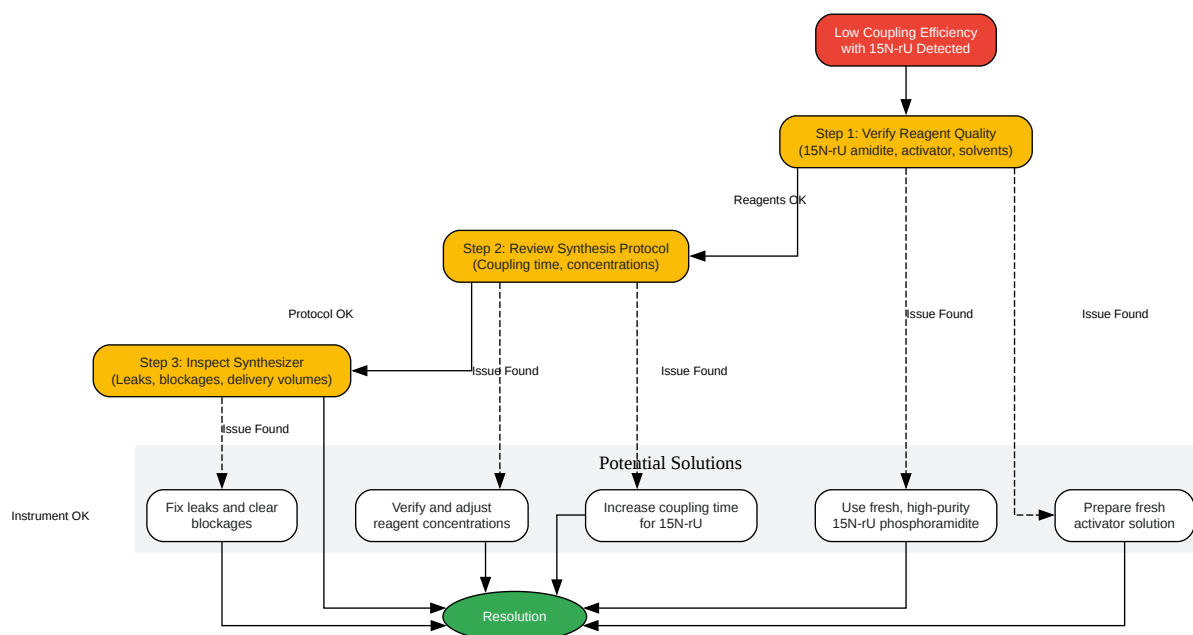 Low Coupling Efficiency
with 15N-rU Detected
Step 1: Verify Reagent Quality
(15N-rU amidite, activator, solvents)
Reagents OK
Step 2: Review Synthesis Protocol
(Coupling time, concentrations)
Protocol OK
Issue Found
Issue Found
Step 3: Inspect Synthesizer
(Leaks, blockages, delivery volumes)
Issue Found
Issue Found
Issue Found
Potential Solutions
Instrument OK
Fix leaks and clear
blockages
Verify and adjust
reagent concentrations
Increase coupling time
for 15N-rU
Use fresh, high-purity
15N-rU phosphoramidite
Prepare fresh
activator solution
Resolution